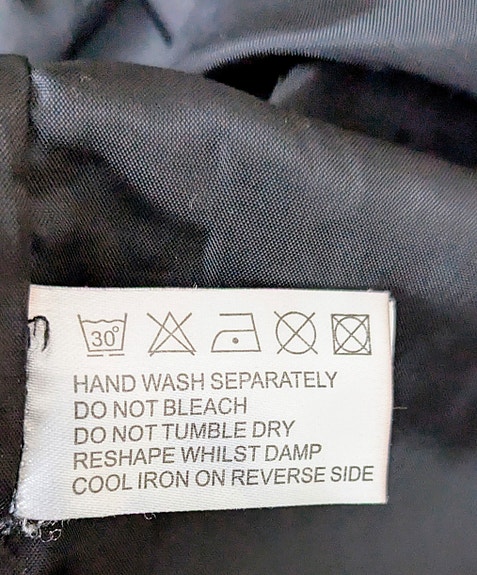 30°
HAND WASH SEPARATELY
DO NOT BLEACH
DO NOT TUMBLE DRY
RESHAPE WHILST DAMP
COOL IRON ON REVERSE SIDE